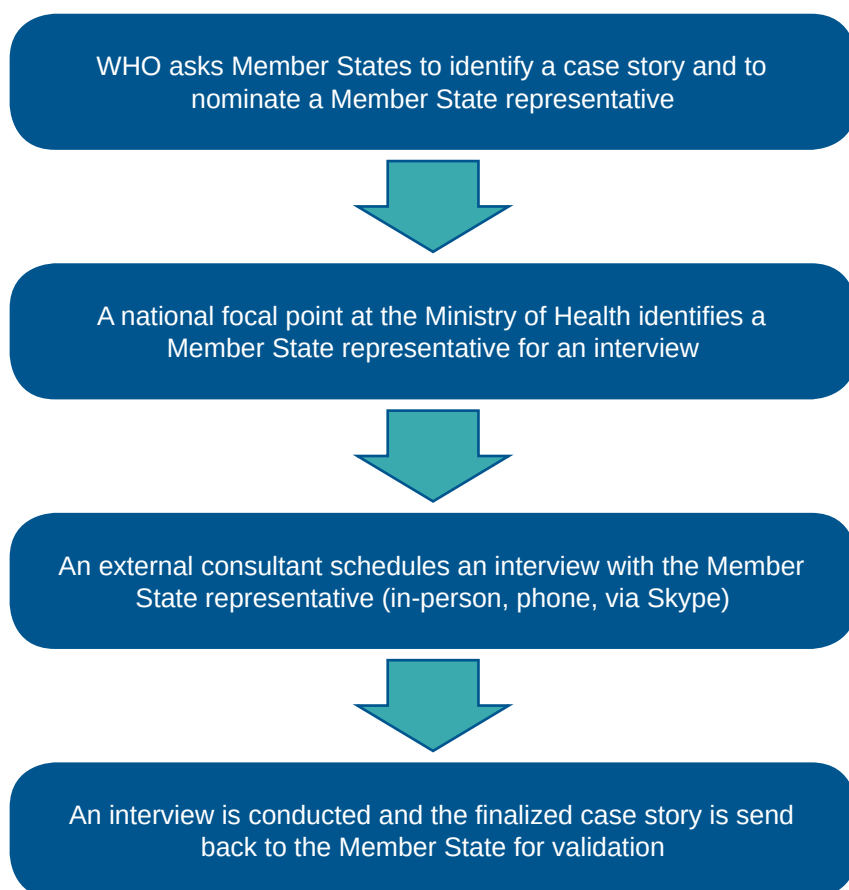 WHO asks Member States to identify a case story and to
nominate a Member State representative
A national focal point at the Ministry of Health identifies a
Member State representative for an interview
An external consultant schedules an interview with the Member
State representative (in-person, phone, via Skype)
An interview is conducted and the finalized case story is send
back to the Member State for validation